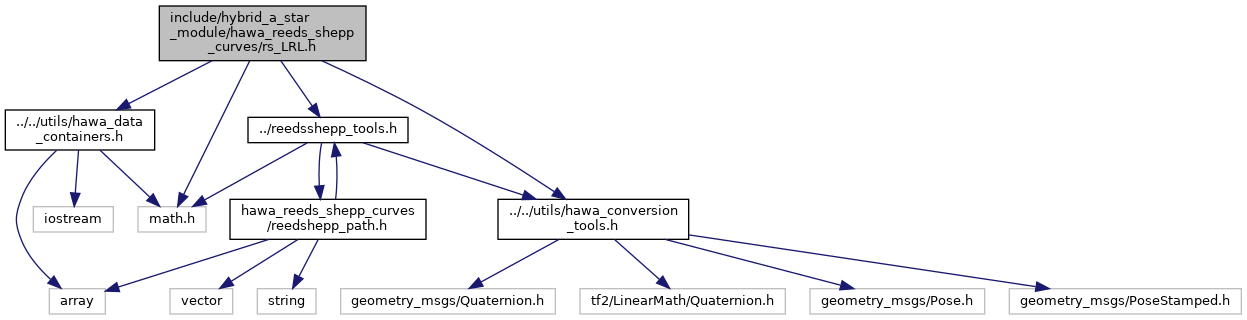 include/hybrid_a_star
_module/hawa_reeds_shepp
_curves/rs_LRL.h
../../utils/hawa_data
_containers.h
../reedsshepp_tools.h
iostream
math.h
hawa_reeds_shepp_curves
/reedshepp_path.h
../../utils/hawa_conversion
_tools.h
array
vector
string
geometry_msgs/Quaternion.h
tf2/LinearMath/Quaternion.h
geometry_msgs/Pose.h
geometry_msgs/PoseStamped.h